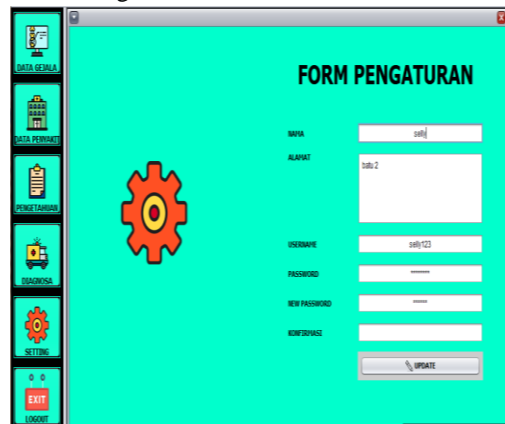 DATA GEJALA
DATA PENYAKIT
PENGETAHUAN
DIAGNOSA
SETTING
EXIT
LOGOUT
FORM PENGATURAN
NAMA selly
ALAMAT batu 2
USERNAME selly123
PASSWORD
NEW PASSWORD
KONFIRMASI
UPDATE